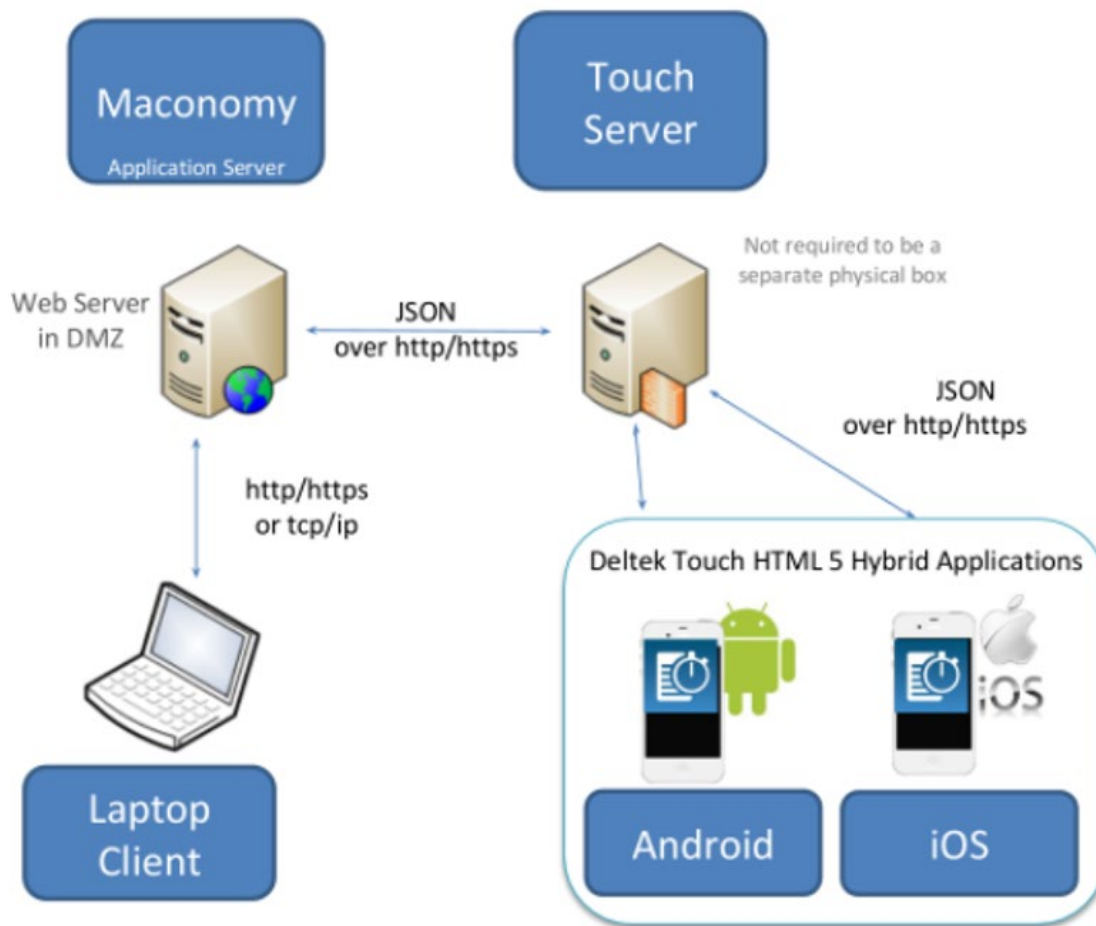 Maconomy
Application Server
Touch
Server
Not required to be a
separate physical box
Web Server
in DMZ
JSON
over http/https
JSON
over http/https
http/https
or tcp/ip
Deltek Touch HTML 5 Hybrid Applications
iOS
Laptop
Client
Android
iOS